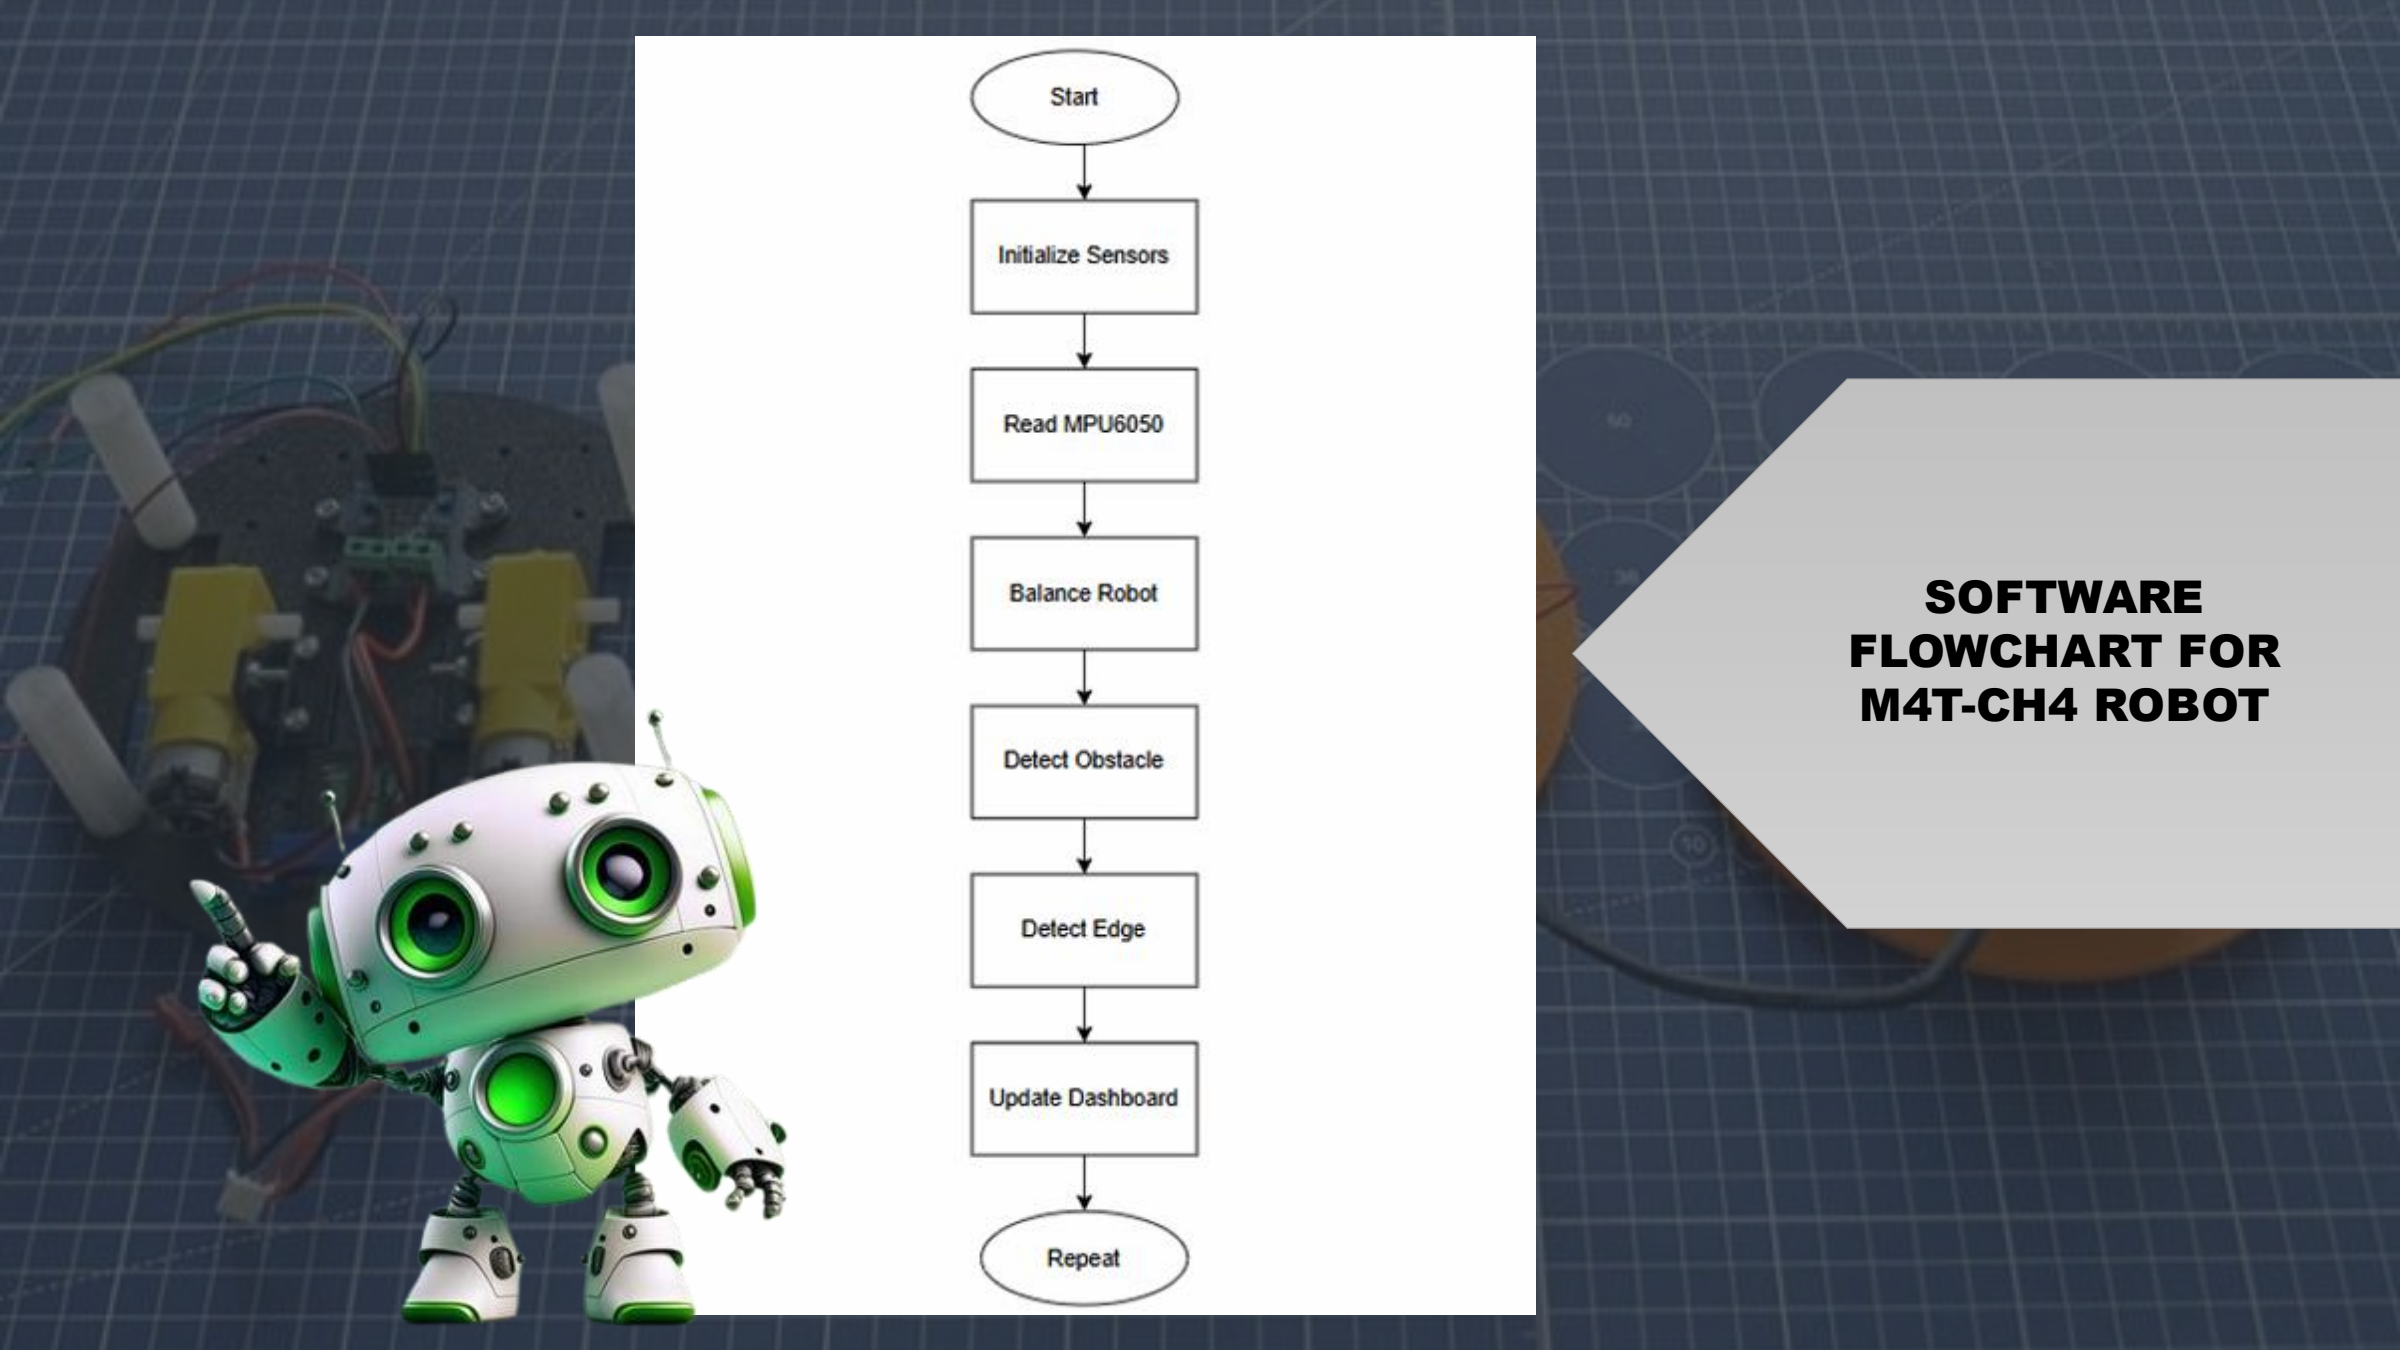 Start
Initialize Sensors
Read MPU6050
Balance Robot
Detect Obstacle
Detect Edge
Update Dashboard
Repeat
SOFTWARE
FLOWCHART FOR
M4T-CH4 ROBOT
10